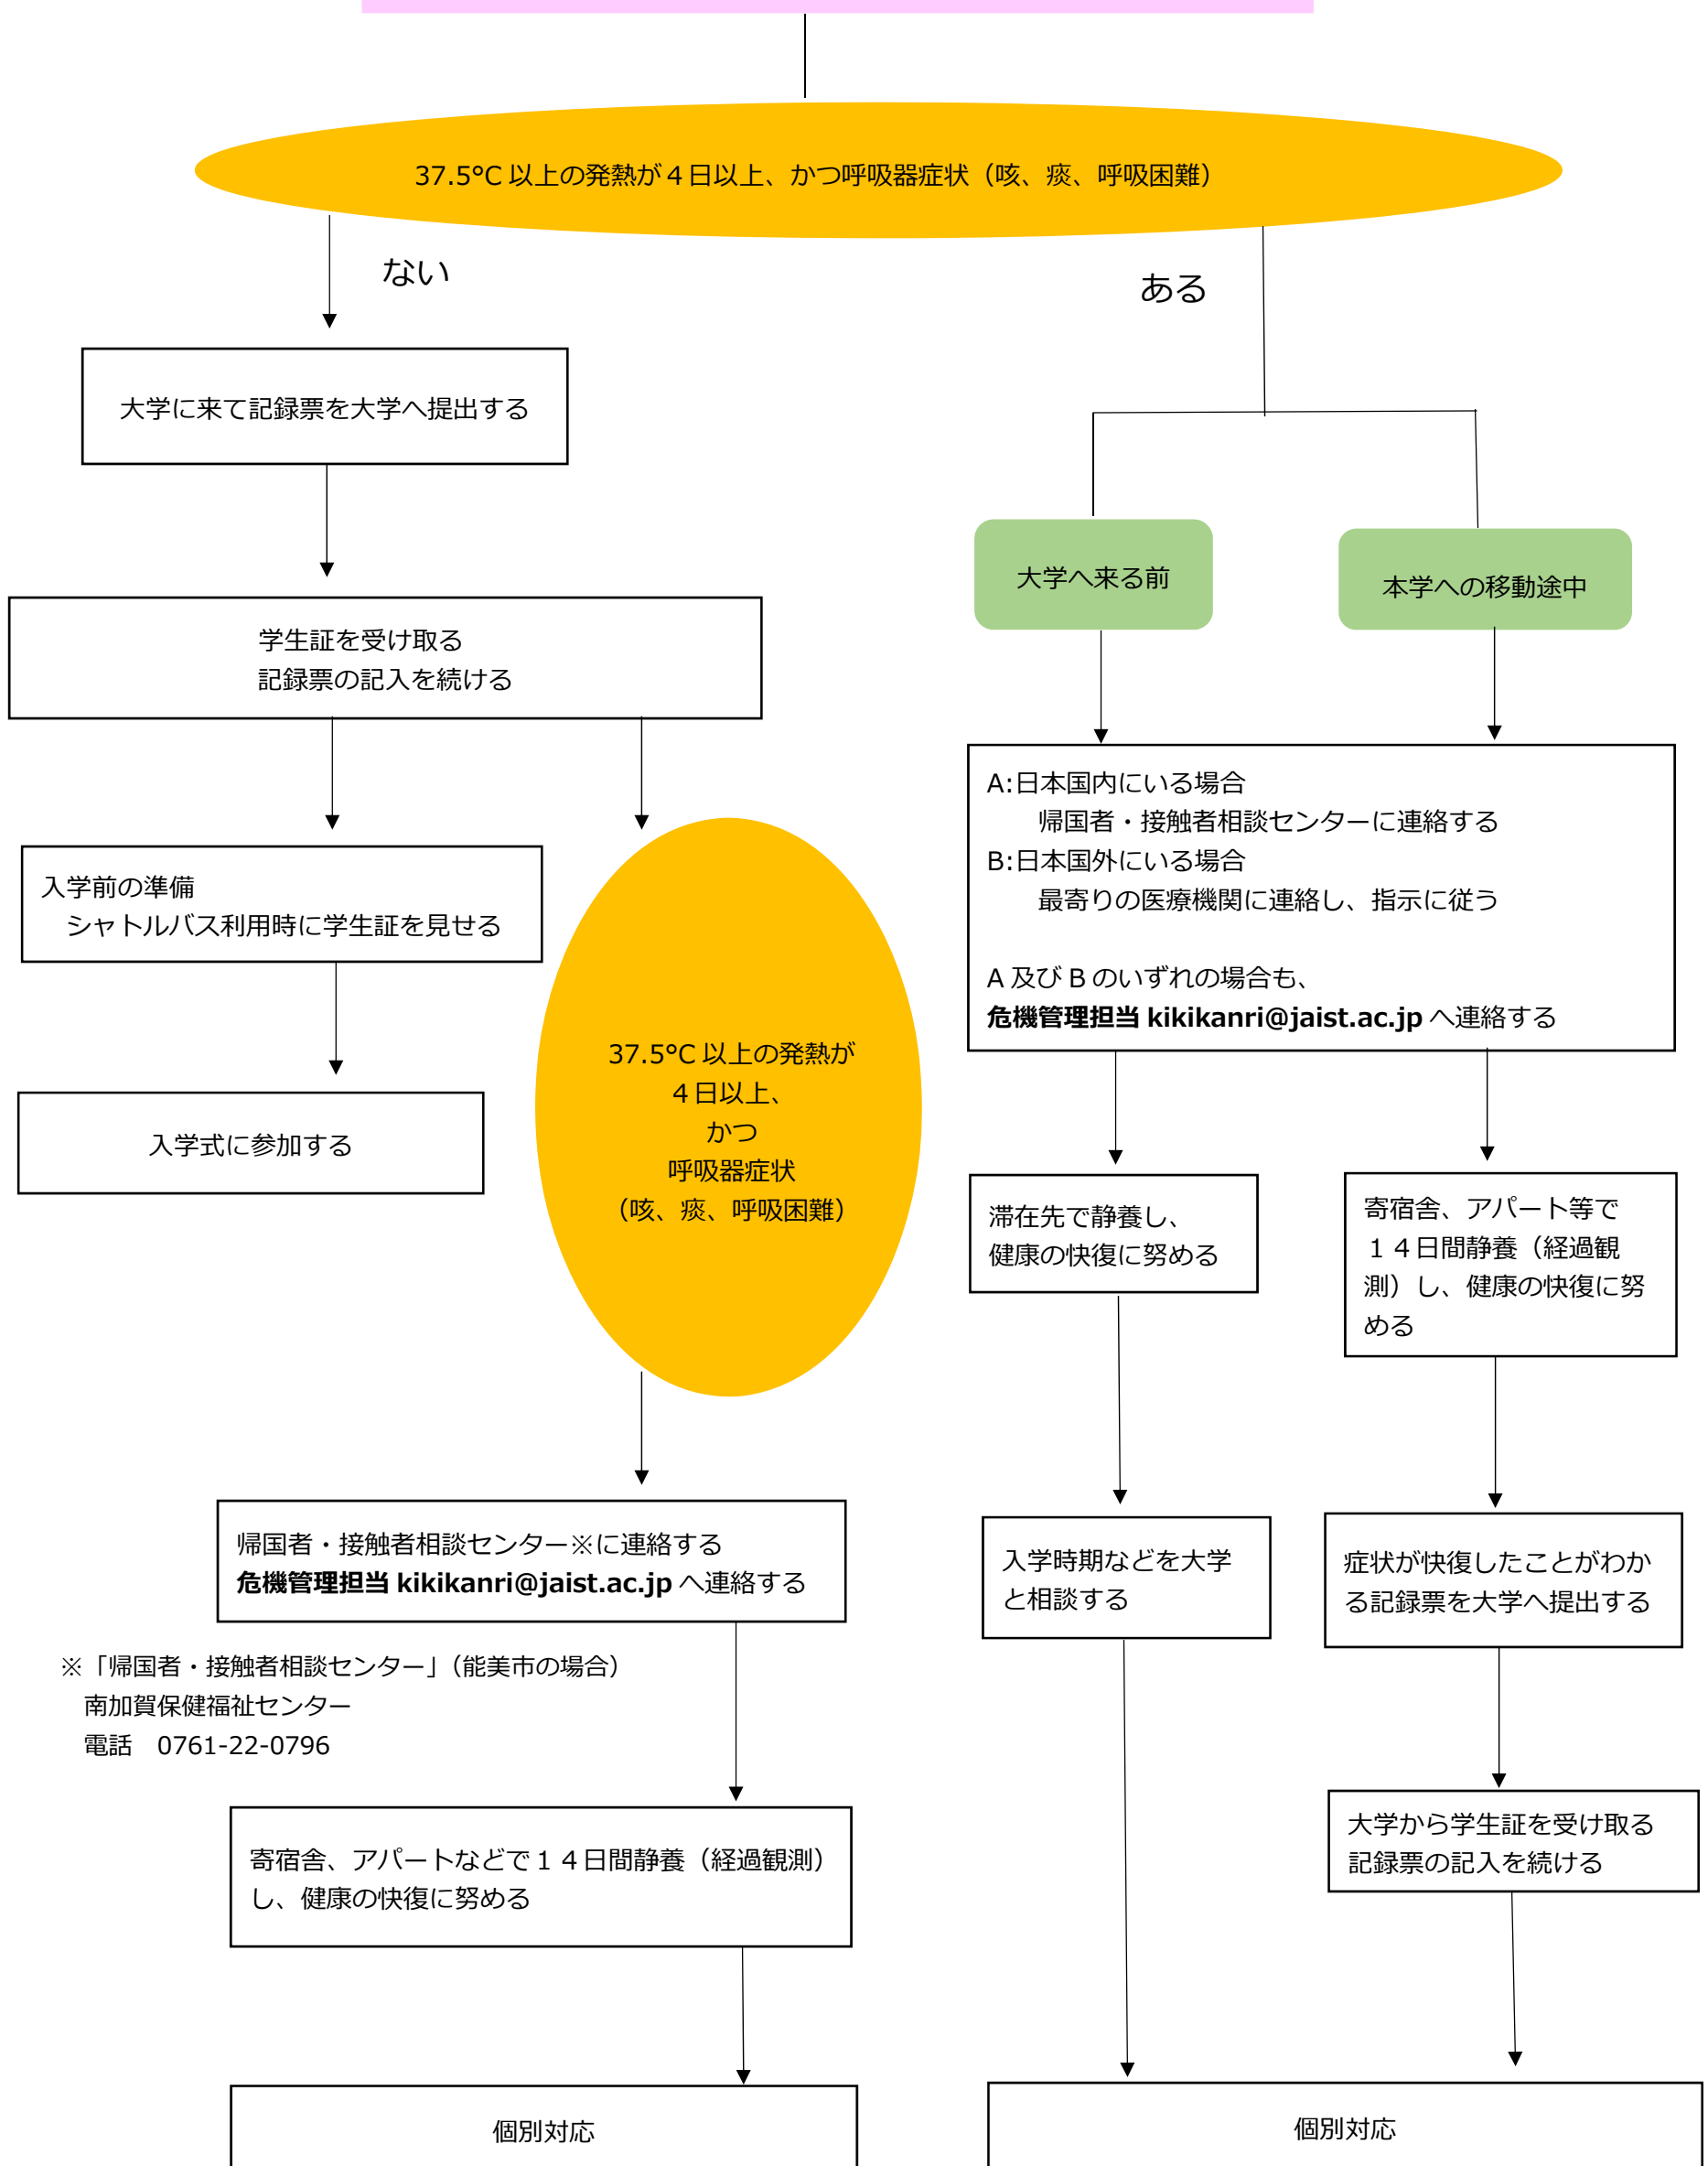 37.5°C 以上の発熱が４日以上、かつ呼吸器症状（咳、痰、呼吸困難）
ない
ある
大学に来て記録票を大学へ提出する
大学へ来る前
本学への移動途中
学生証を受け取る
記録票の記入を続ける
A:日本国内にいる場合
帰国者・接触者相談センターに連絡する
B:日本国外にいる場合
最寄りの医療機関に連絡し、指示に従う
A 及び B のいずれの場合も、
危機管理担当 kikikanri@jaist.ac.jp へ連絡する
入学前の準備
シャトルバス利用時に学生証を見せる
入学式に参加する
37.5°C 以上の発熱が
４日以上、
かつ
呼吸器症状
（咳、痰、呼吸困難）
滞在先で静養し、
健康の快復に努める
寄宿舎、アパート等で
１４日間静養（経過観
測）し、健康の快復に努
める
帰国者・接触者相談センター※に連絡する
危機管理担当 kikikanri@jaist.ac.jp へ連絡する
入学時期などを大学
と相談する
症状が快復したことがわか
る記録票を大学へ提出する
※「帰国者・接触者相談センター」（能美市の場合）
南加賀保健福祉センター
電話　0761-22-0796
寄宿舎、アパートなどで１４日間静養（経過観測）
し、健康の快復に努める
大学から学生証を受け取る
記録票の記入を続ける
個別対応
個別対応